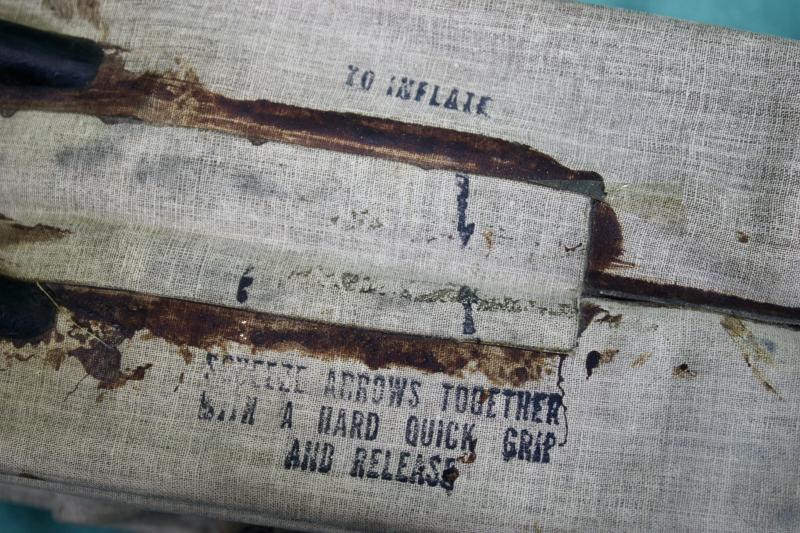 TO INFLATE
SQUEEZE ARROWS TOGETHER
WITH A HARD QUICK GRIP
AND RELEASE